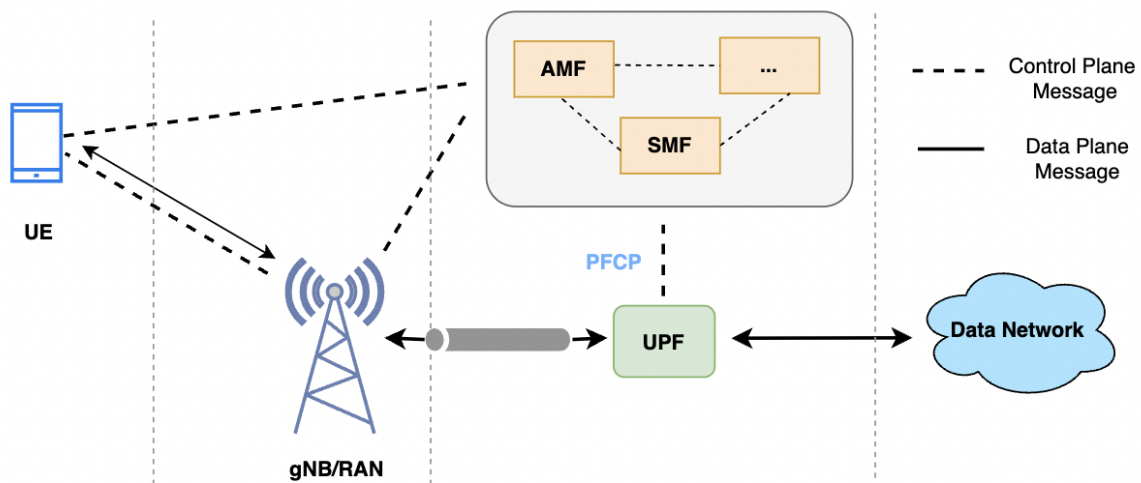 AMF
...
SMF
Control Plane
Message
Data Plane
Message
UE
PFCP
UPF
Data Network
gNB/RAN